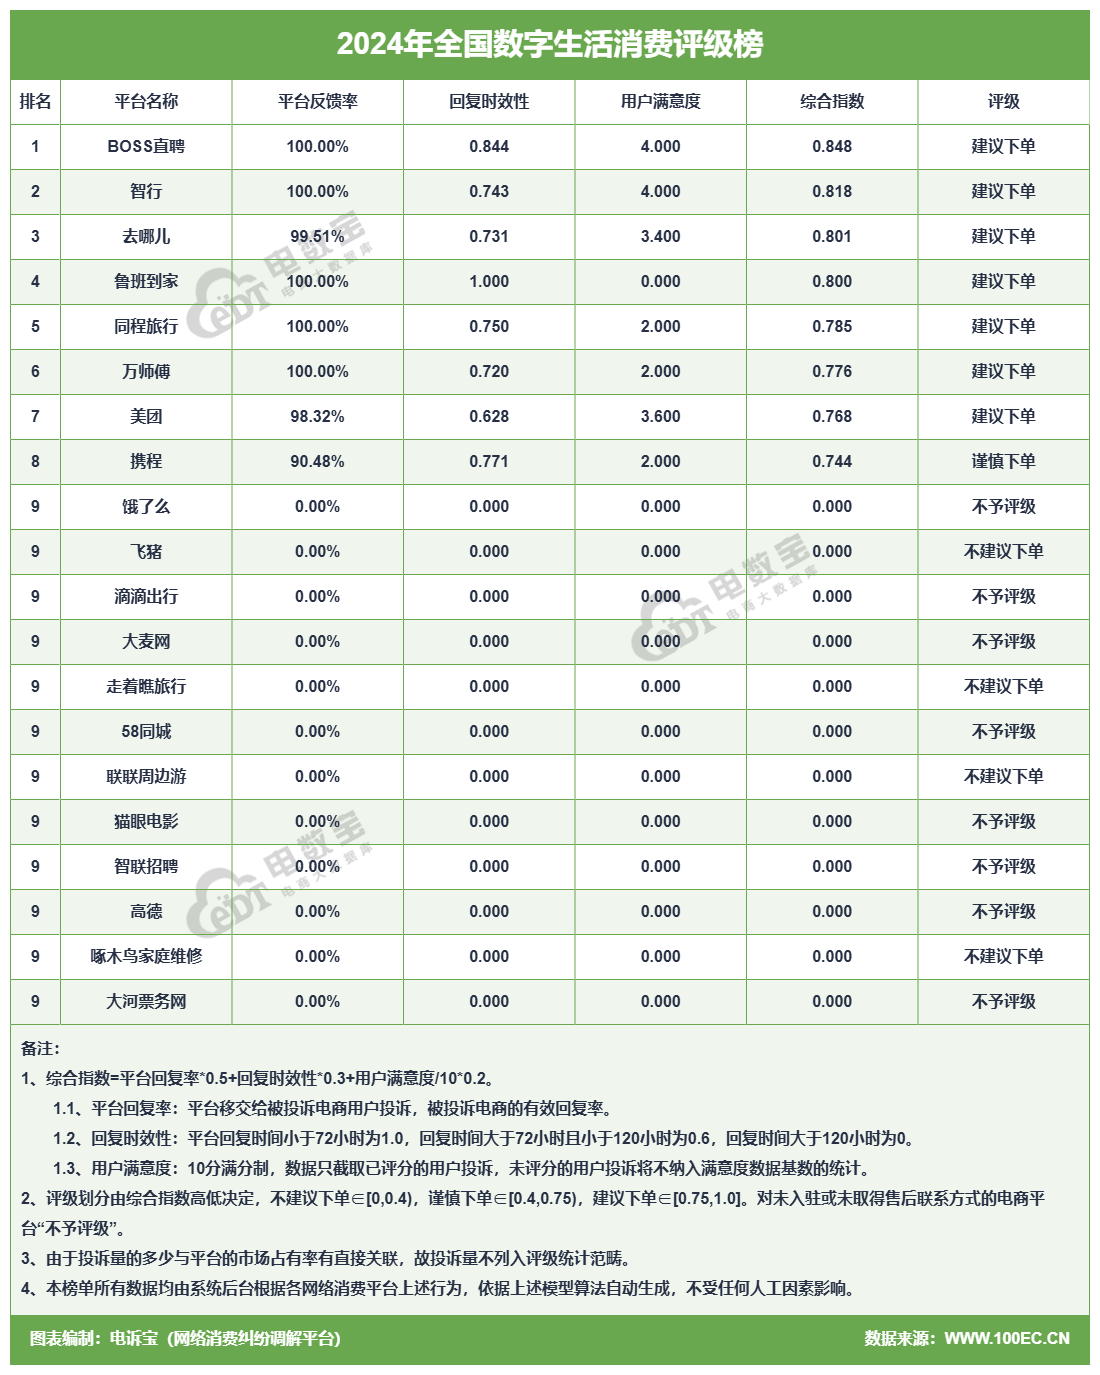 2024年全国数字生活消费评级榜
排名 平台名称 平台反馈率 回复时效性 用户满意度 综合指数 评级
1 BOSS直聘 100.00% 0.844 4.000 0.848 建议下单
2 智行 100.00% 0.743 4.000 0.818 建议下单
3 去哪儿 99.51% 0.731 3.400 0.801 建议下单
4 鲁班到家 100.00% 1.000 0.000 0.800 建议下单
5 同程旅行 100.00% 0.750 2.000 0.785 建议下单
6 万师傅 100.00% 0.720 2.000 0.776 建议下单
7 美团 98.32% 0.628 3.600 0.768 建议下单
8 携程 90.48% 0.771 2.000 0.744 谨慎下单
9 饿了么 0.00% 0.000 0.000 0.000 不予评级
9 飞猪 0.00% 0.000 0.000 0.000 不建议下单
9 滴滴出行 0.00% 0.000 0.000 0.000 不予评级
9 大麦网 0.00% 0.000 0.000 0.000 不予评级
9 走着瞧旅行 0.00% 0.000 0.000 0.000 不建议下单
9 58同城 0.00% 0.000 0.000 0.000 不予评级
9 联联周边游 0.00% 0.000 0.000 0.000 不建议下单
9 猫眼电影 0.00% 0.000 0.000 0.000 不予评级
9 智联招聘 0.00% 0.000 0.000 0.000 不予评级
9 高德 0.00% 0.000 0.000 0.000 不予评级
9 啄木鸟家庭维修 0.00% 0.000 0.000 0.000 不建议下单
9 大河票务网 0.00% 0.000 0.000 0.000 不予评级
备注：
1、综合指数=平台回复率*0.5+回复时效性*0.3+用户满意度/10*0.2。
1.1、平台回复率：平台移交给被投诉电商用户投诉，被投诉电商的有效回复率。
1.2、回复时效性：平台回复时间小于72小时为1.0，回复时间大于72小时且小于120小时为0.6，回复时间大于120小时为0。
1.3、用户满意度：10分满分制，数据只截取已评分的用户投诉，未评分的用户投诉将不纳入满意度数据基数的统计。
2、评级划分由综合指数高低决定，不建议下单∈[0,0.4)，谨慎下单∈[0.4,0.75)，建议下单∈[0.75,1.0]。对未入驻或未取得售后联系方式的电商平
台“不予评级”。
3、由于投诉量的多少与平台的市场占有率有直接关联，故投诉量不列入评级统计范畴。
4、本榜单所有数据均由系统后台根据各网络消费平台上述行为，依据上述模型算法自动生成，不受任何人工因素影响。
图表编制：电诉宝（网络消费纠纷调解平台） 数据来源：WWW.100EC.CN
电数宝
电商大数据库
eDT
电数宝
电商大数据库
eDT
电数宝
电商大数据库
eDT